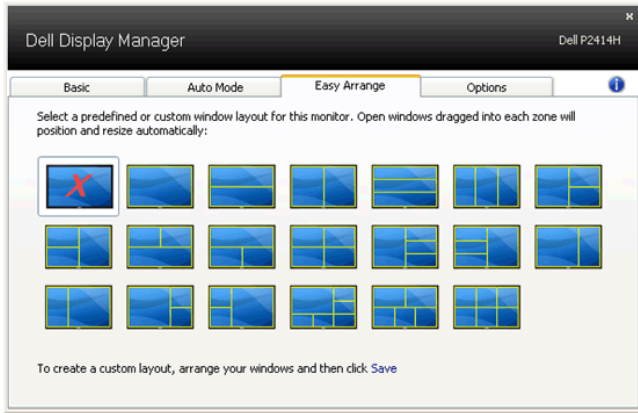 Dell Display Manager
Dell P2414H
Basic
Auto Mode
Easy Arrange
Options
Select a predefined or custom window layout for this monitor. Open windows dragged into each zone will
position and resize automatically:
To create a custom layout, arrange your windows and then click Save